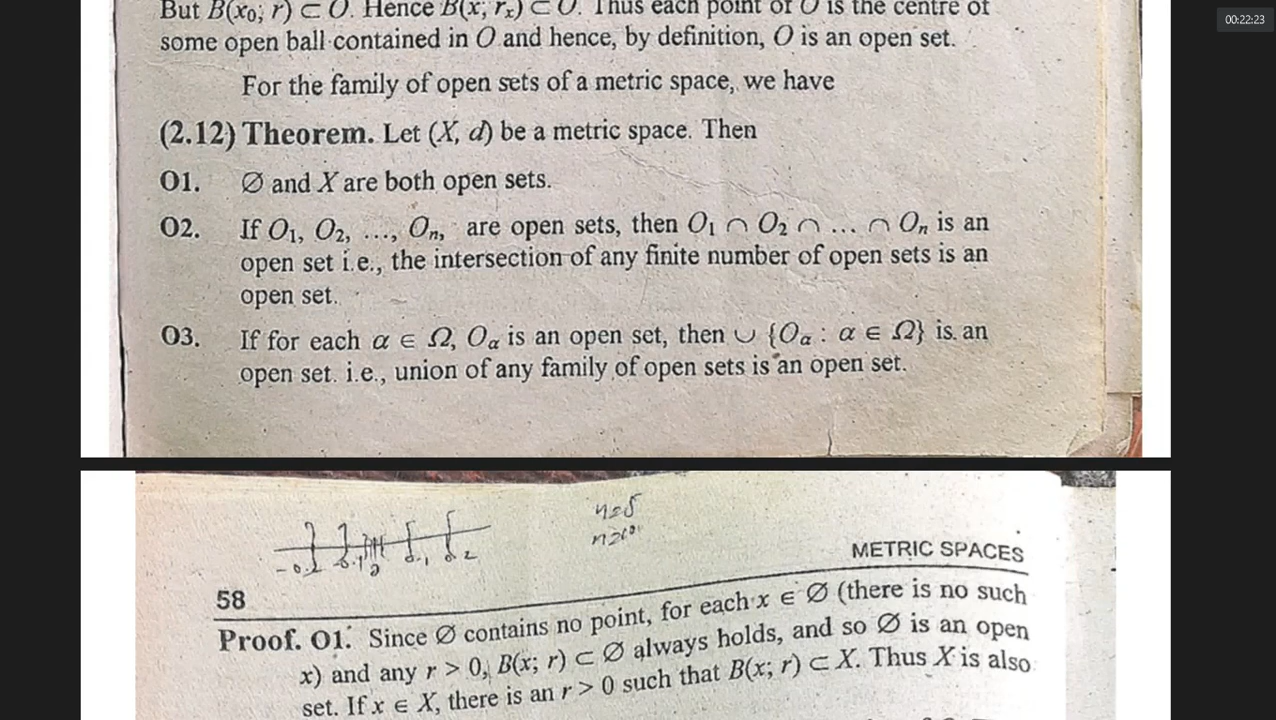 But B(x₀; r) ⊂ O. Hence B(x; rₓ) ⊂ O. Thus each point of O is the centre of
00:22:23
some open ball contained in O and hence, by definition, O is an open set.
For the family of open sets of a metric space, we have
(2.12) Theorem. Let (X, d) be a metric space. Then
O1. Ø and X are both open sets.
O2. If O₁, O₂, ..., Oₙ, are open sets, then O₁ ∩ O₂ ∩ ... ∩ Oₙ is an
open set i.e., the intersection of any finite number of open sets is an
open set.
O3. If for each α ∈ Ω, O_α is an open set, then ∪ {O_α : α ∈ Ω} is an
open set. i.e., union of any family of open sets is an open set.
n=5
METRIC SPACES
58
Proof. O1. Since Ø contains no point, for each x ∈ Ø (there is no such
x) and any r > 0, B(x; r) ⊂ Ø always holds, and so Ø is an open
set. If x ∈ X, there is an r > 0 such that B(x; r) ⊂ X. Thus X is also